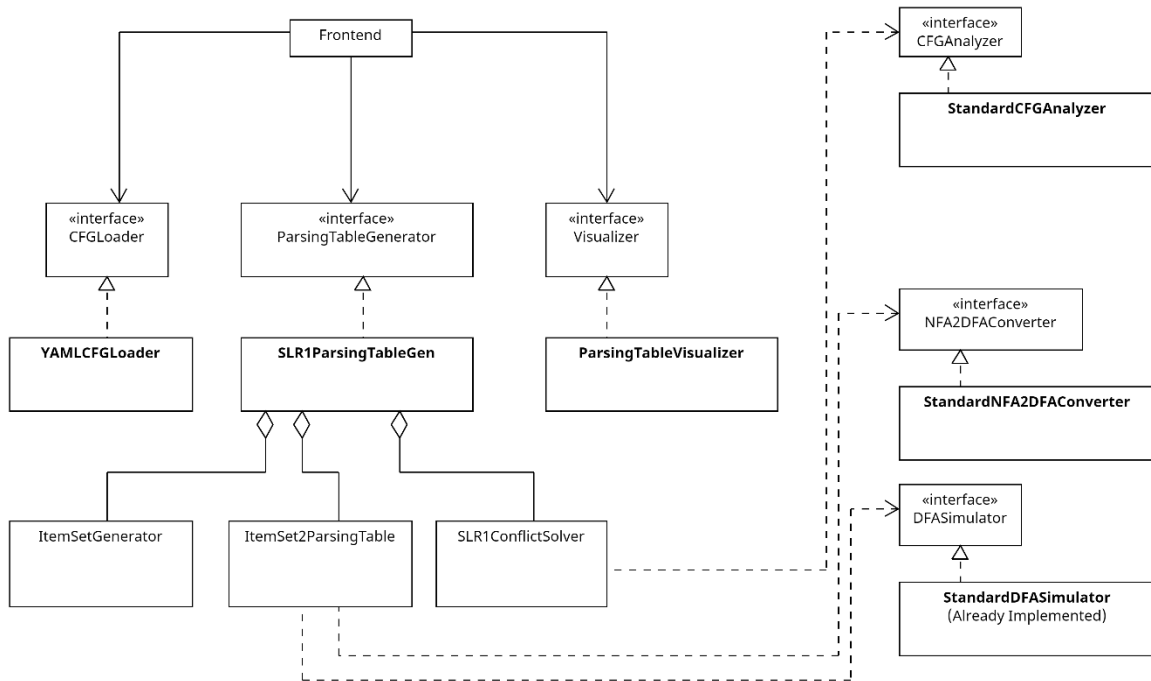 Frontend
«interface»
CFGAnalyzer
StandardCFGAnalyzer
«interface»
CFGLoader
«interface»
ParsingTableGenerator
«interface»
Visualizer
«interface»
NFA2DFAConverter
YAMLCFGLoader
SLR1ParsingTableGen
ParsingTableVisualizer
StandardNFA2DFAConverter
«interface»
DFASimulator
ItemSetGenerator
ItemSet2ParsingTable
SLR1ConflictSolver
StandardDFASimulator
(Already Implemented)